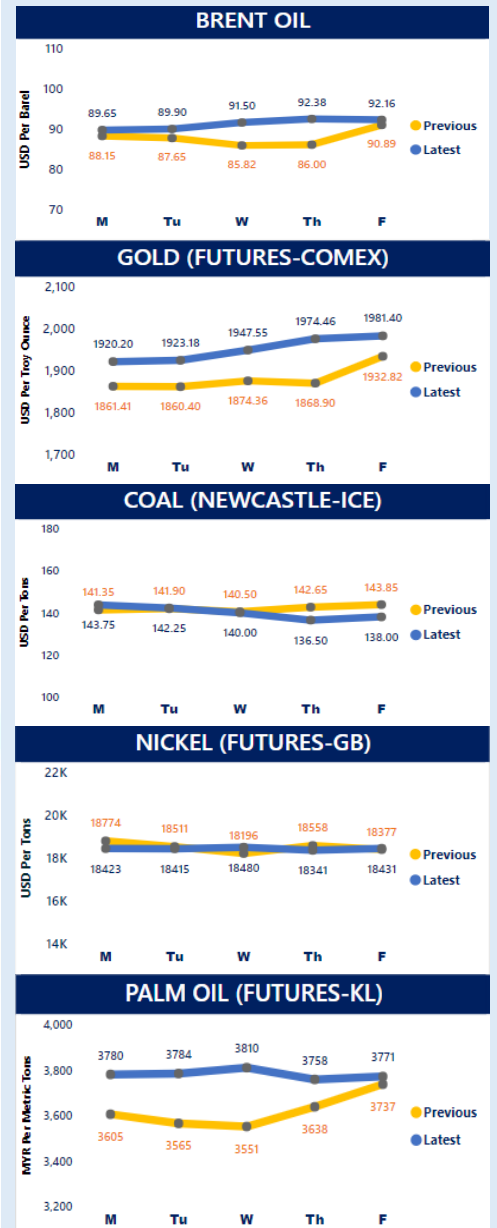 BRENT OIL
110
100
90
80
70
USD Per Barel
89.65 89.90 91.50 92.38 92.16
88.15 87.65 85.82 86.00 90.89
Previous
Latest
M Tu W Th F
GOLD (FUTURES-COMEX)
2,100
2,000
1,900
1,800
1,700
USD Per Troy Ounce
1920.20 1923.18 1947.55 1974.46 1981.40
1861.41 1860.40 1874.36 1868.90 1932.82
Previous
Latest
M Tu W Th F
COAL (NEWCASTLE-ICE)
180
160
140
120
100
USD Per Tons
141.35 141.90 140.50 142.65 143.85
143.75 142.25 140.00 136.50 138.00
Previous
Latest
M Tu W Th F
NICKEL (FUTURES-GB)
22K
20K
18K
16K
14K
USD Per Tons
18774 18511 18196 18558 18377
18423 18415 18480 18341 18431
Previous
Latest
M Tu W Th F
PALM OIL (FUTURES-KL)
4,000
3,800
3,600
3,400
3,200
MYR Per Metric Tons
3780 3784 3810 3758 3771
3605 3565 3551 3638 3737
Previous
Latest
M Tu W Th F